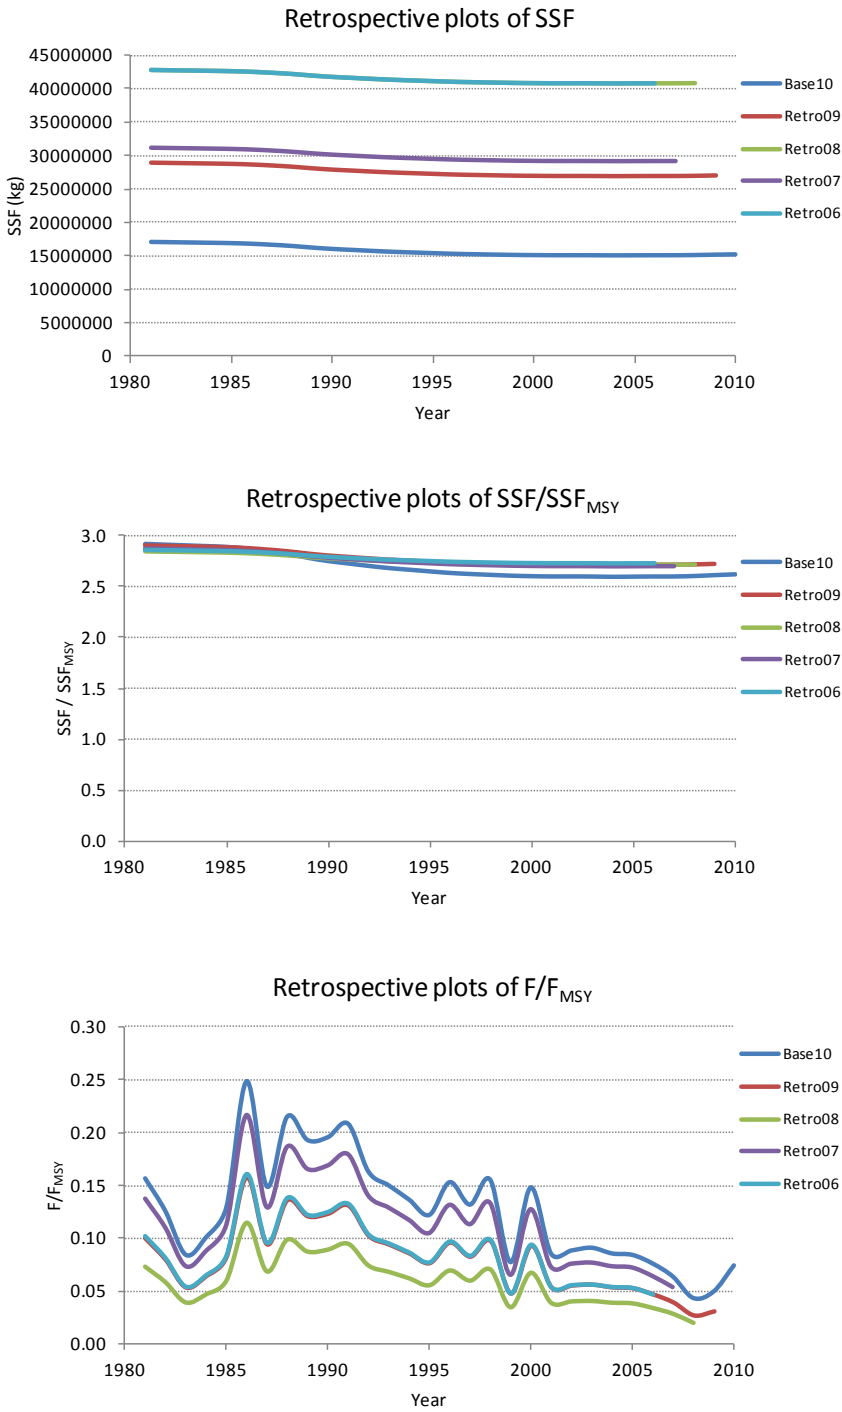 Retrospective plots of SSF
45000000
40000000
35000000
30000000
25000000
20000000
15000000
10000000
5000000
0
SSF (kg)
1980 1985 1990 1995 2000 2005 2010
Year
Base10
Retro09
Retro08
Retro07
Retro06
Retrospective plots of SSF/SSF_MSY
3.0
2.5
2.0
1.5
1.0
0.5
0.0
SSF / SSF_MSY
1980 1985 1990 1995 2000 2005 2010
Year
Base10
Retro09
Retro08
Retro07
Retro06
Retrospective plots of F/F_MSY
0.30
0.25
0.20
0.15
0.10
0.05
0.00
F/F_MSY
1980 1985 1990 1995 2000 2005 2010
Year
Base10
Retro09
Retro08
Retro07
Retro06